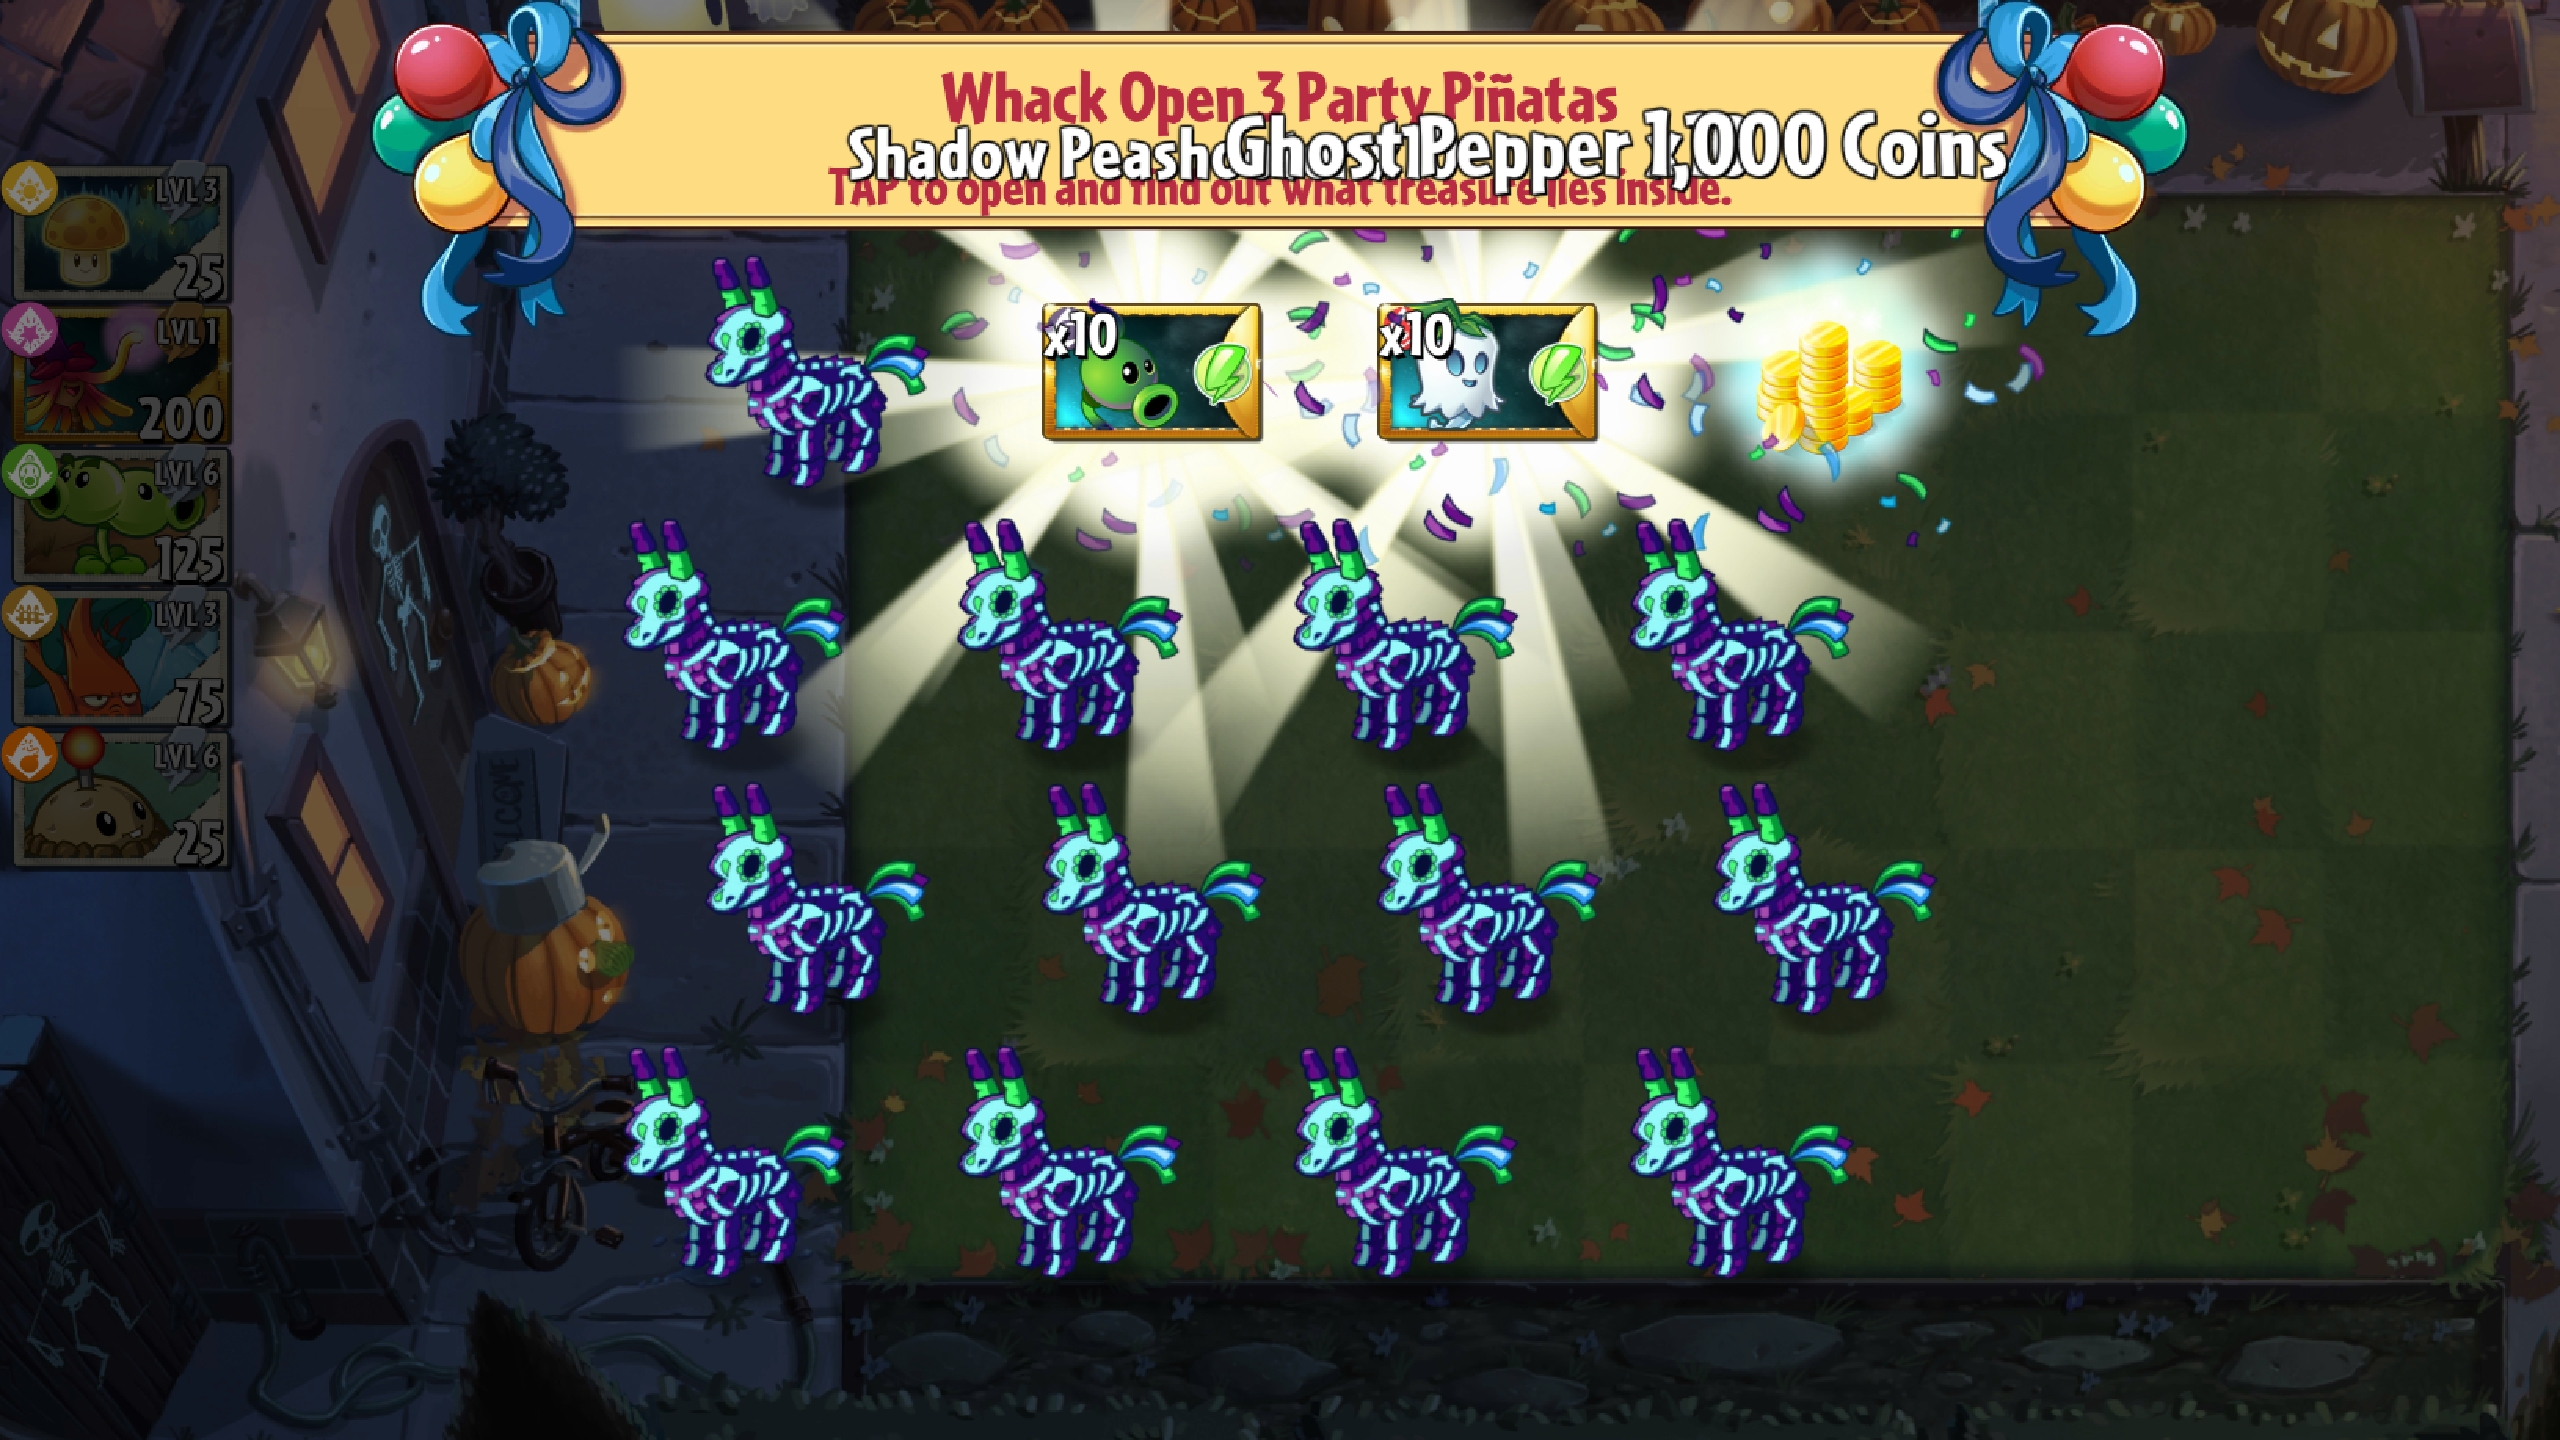 Whack Open 3 Party Piñatas
Shadow Ghost Pepper 1,000 Coins
TAP to open and find out what treasure lies inside.
x10
x10
LVL 3
25
LVL 1
200
LVL 6
125
LVL 3
75
LVL 6
25